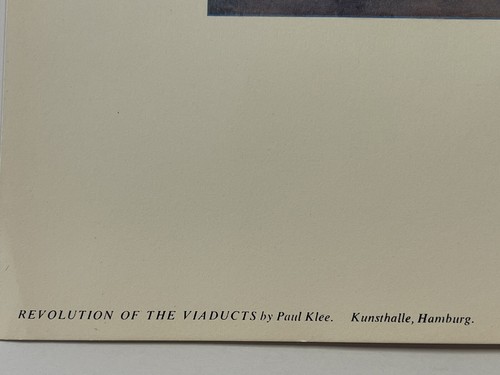 REVOLUTION OF THE VIADUCTS by Paul Klee. Kunsthalle, Hamburg.